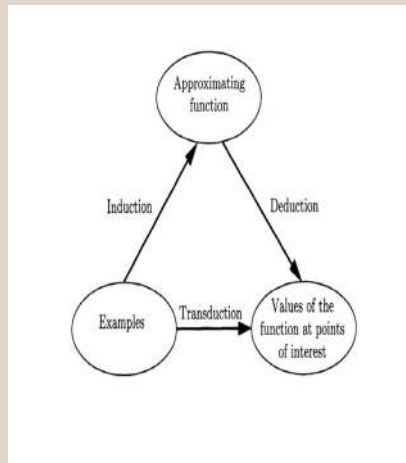 Approximating
function
Induction
Deduction
Examples
Transduction
Values of the
function at points
of interest